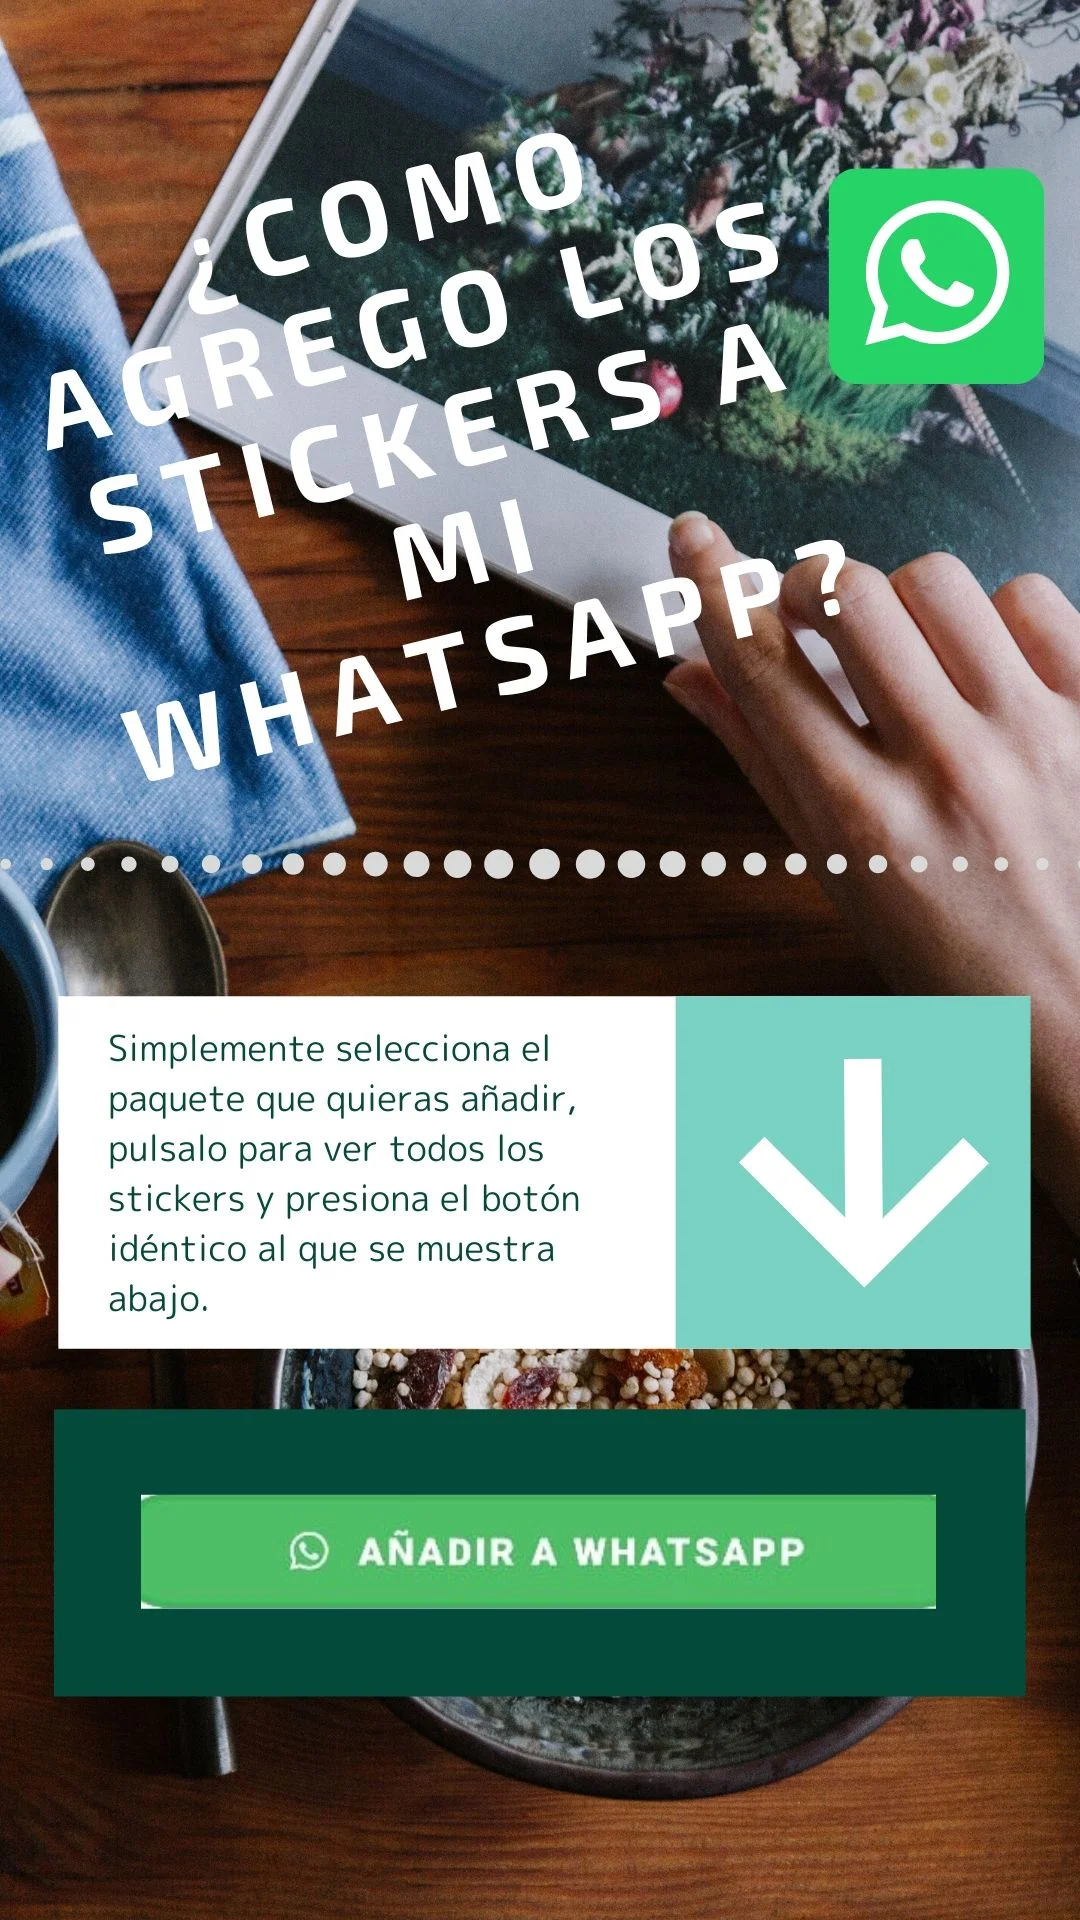 ¿COMO
AGREGO LOS
STICKERS A
MI
WHATSAPP?
Simplemente selecciona el
paquete que quieras añadir,
pulsalo para ver todos los
stickers y presiona el botón
idéntico al que se muestra
abajo.
AÑADIR A WHATSAPP